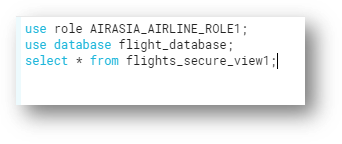 use role AIRASIA_AIRLINE_ROLE1;
use database flight_database;
select * from flights_secure_view1;